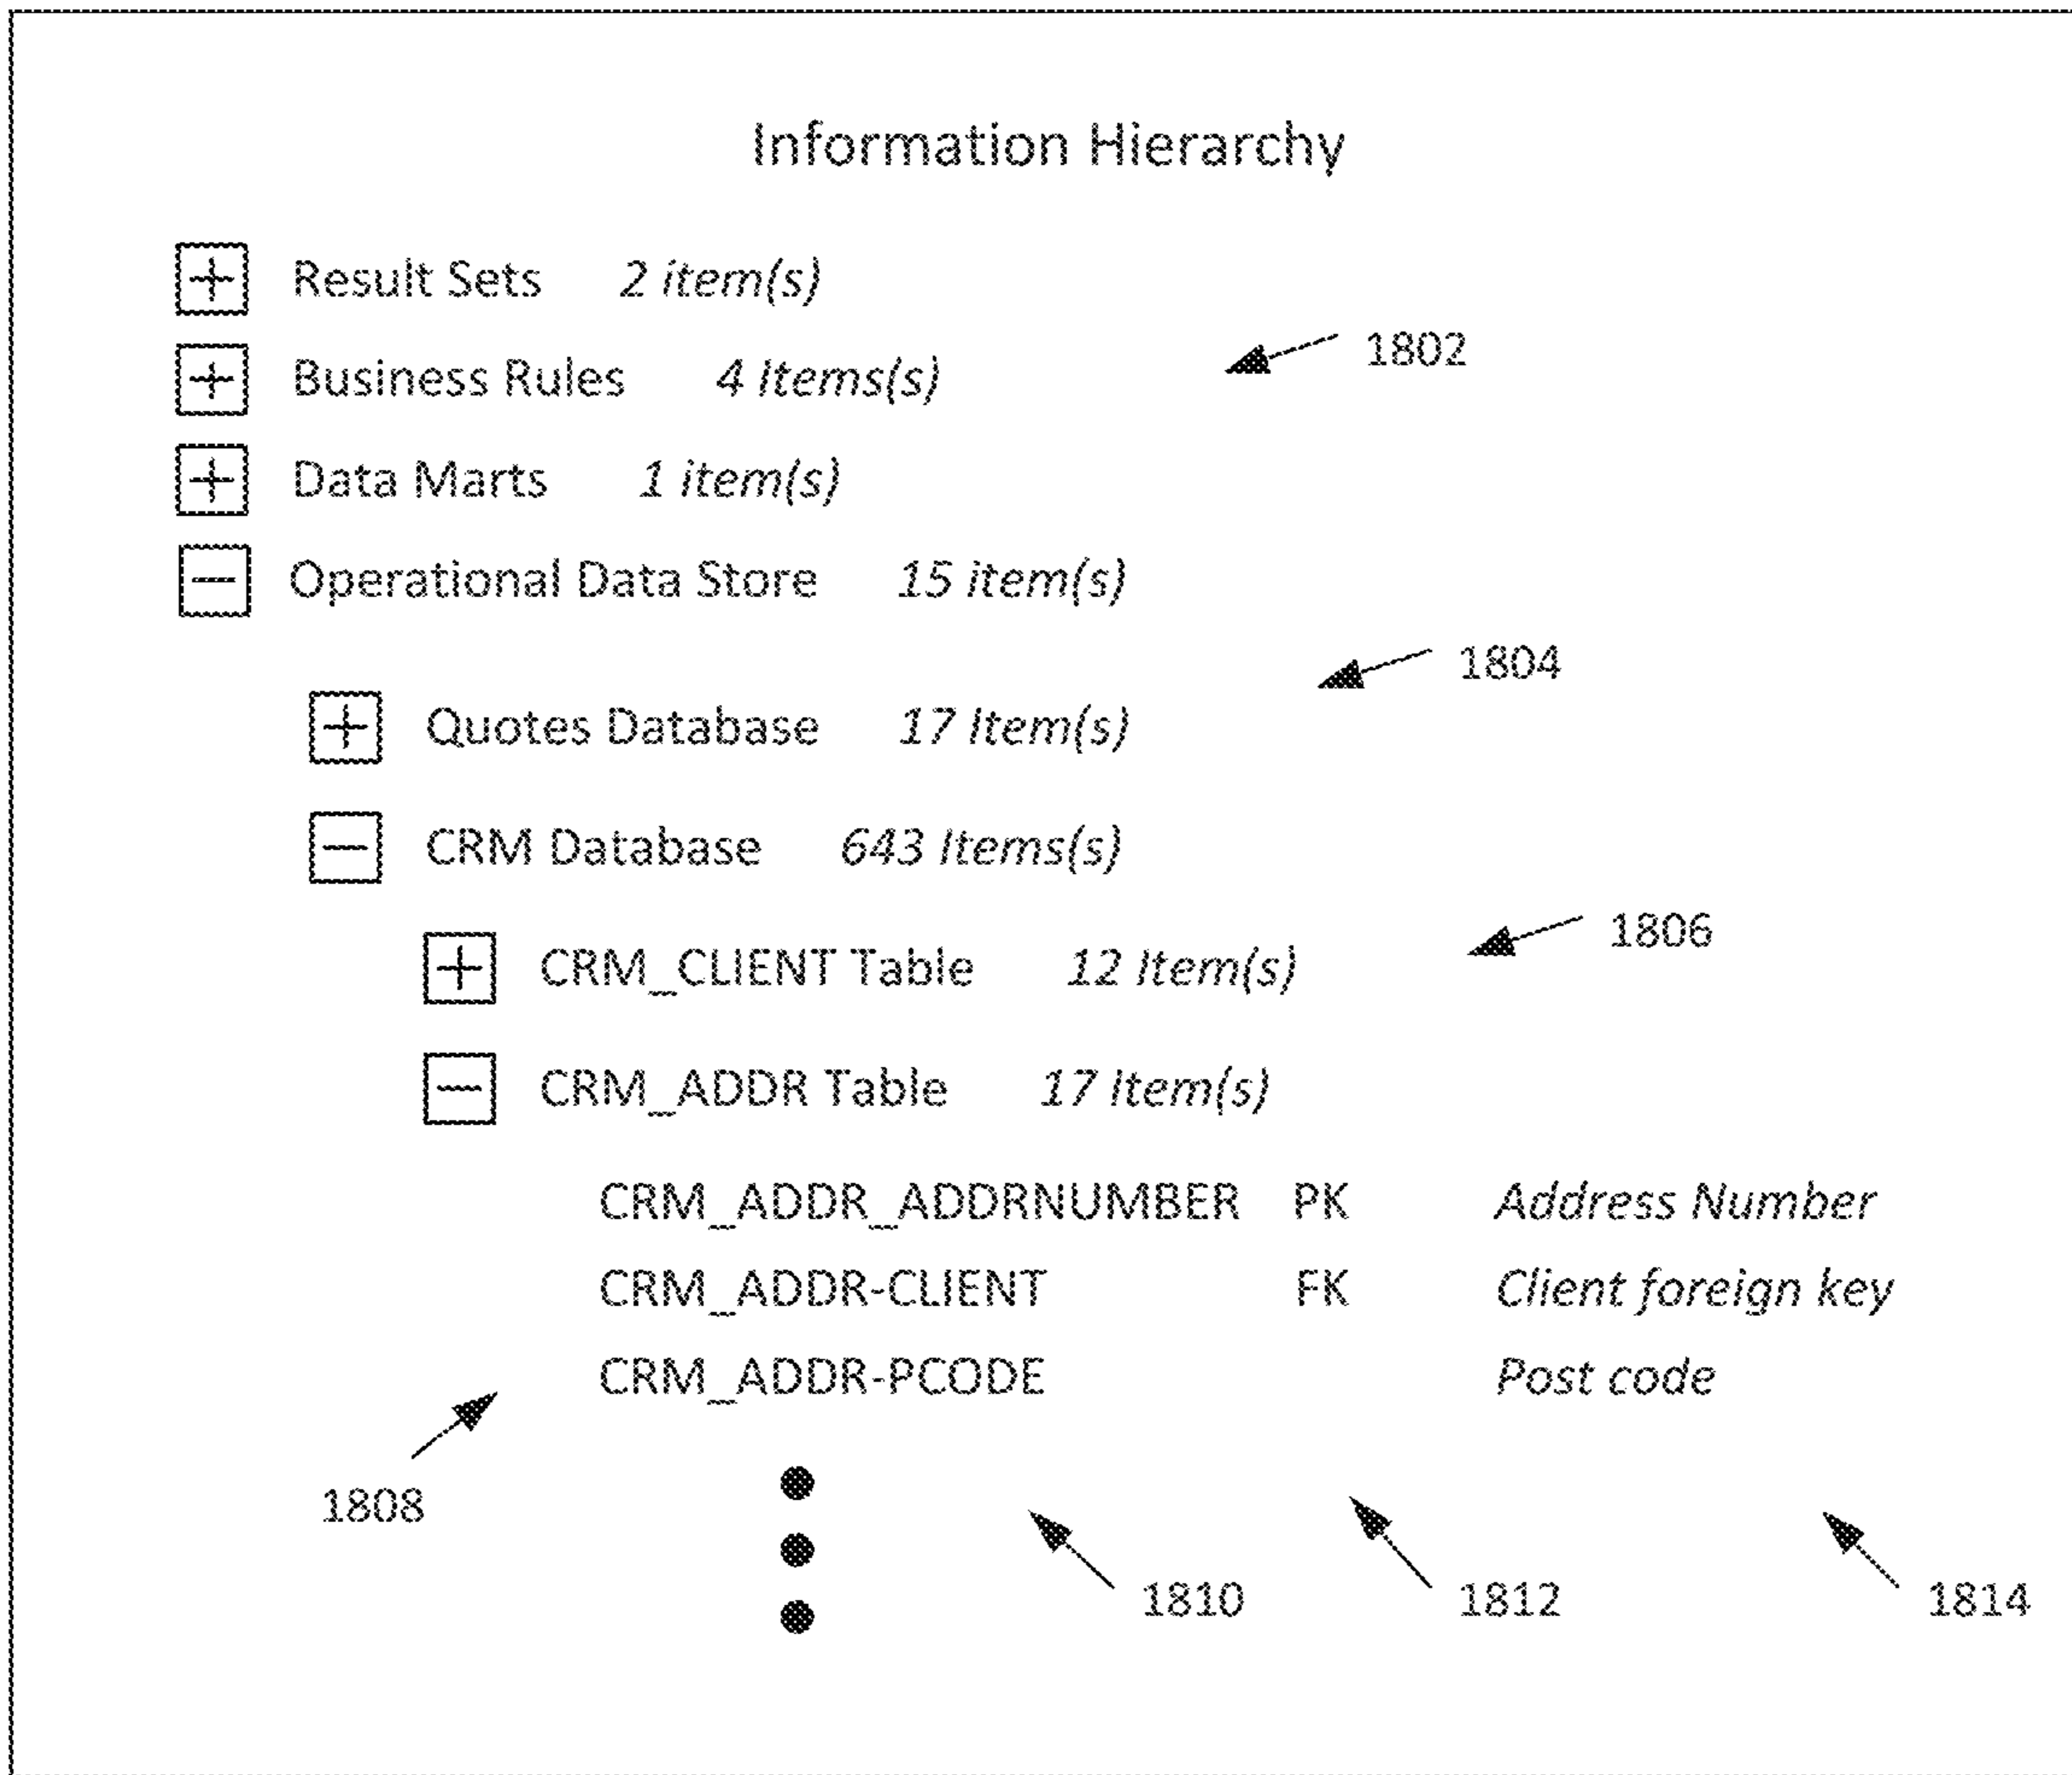 Information Hierarchy
+ Result Sets 2 item(s)
1802
+ Business Rules 4 Items(s)
+ Data Marts 1 item(s)
− Operational Data Store 15 item(s)
1804
+ Quotes Database 17 Item(s)
− CRM Database 643 Items(s)
1806
+ CRM_CLIENT Table 12 Item(s)
− CRM_ADDR Table 17 Item(s)
CRM_ADDR_ADDRNUMBER PK Address Number
CRM_ADDR-CLIENT FK Client foreign key
CRM_ADDR-PCODE Post code
1808
1810 1812 1814